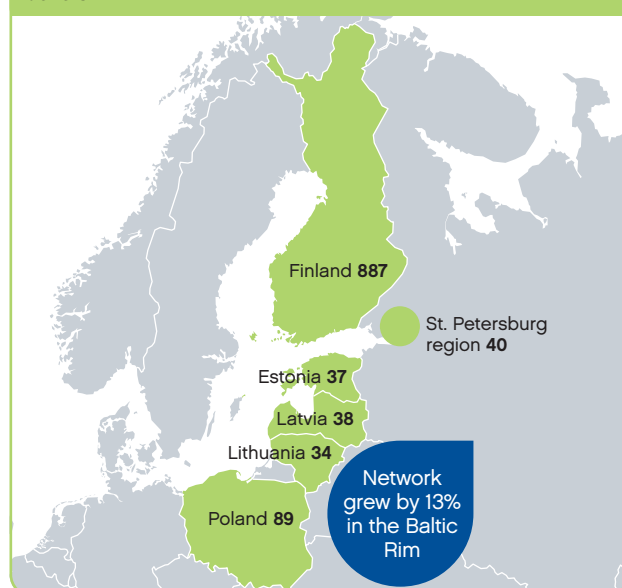 Finland 887
St. Petersburg
region 40
Estonia 37
Latvia 38
Lithuania 34
Poland 89
Network
grew by 13%
in the Baltic
Rim